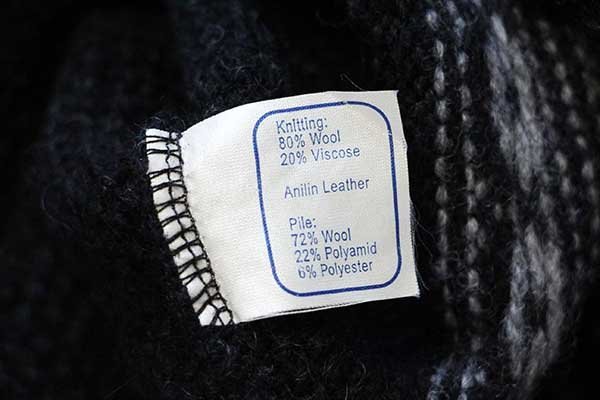 Knitting:
80% Wool
20% Viscose
Anilin Leather
Pile:
72% Wool
22% Polyamid
6% Polyester